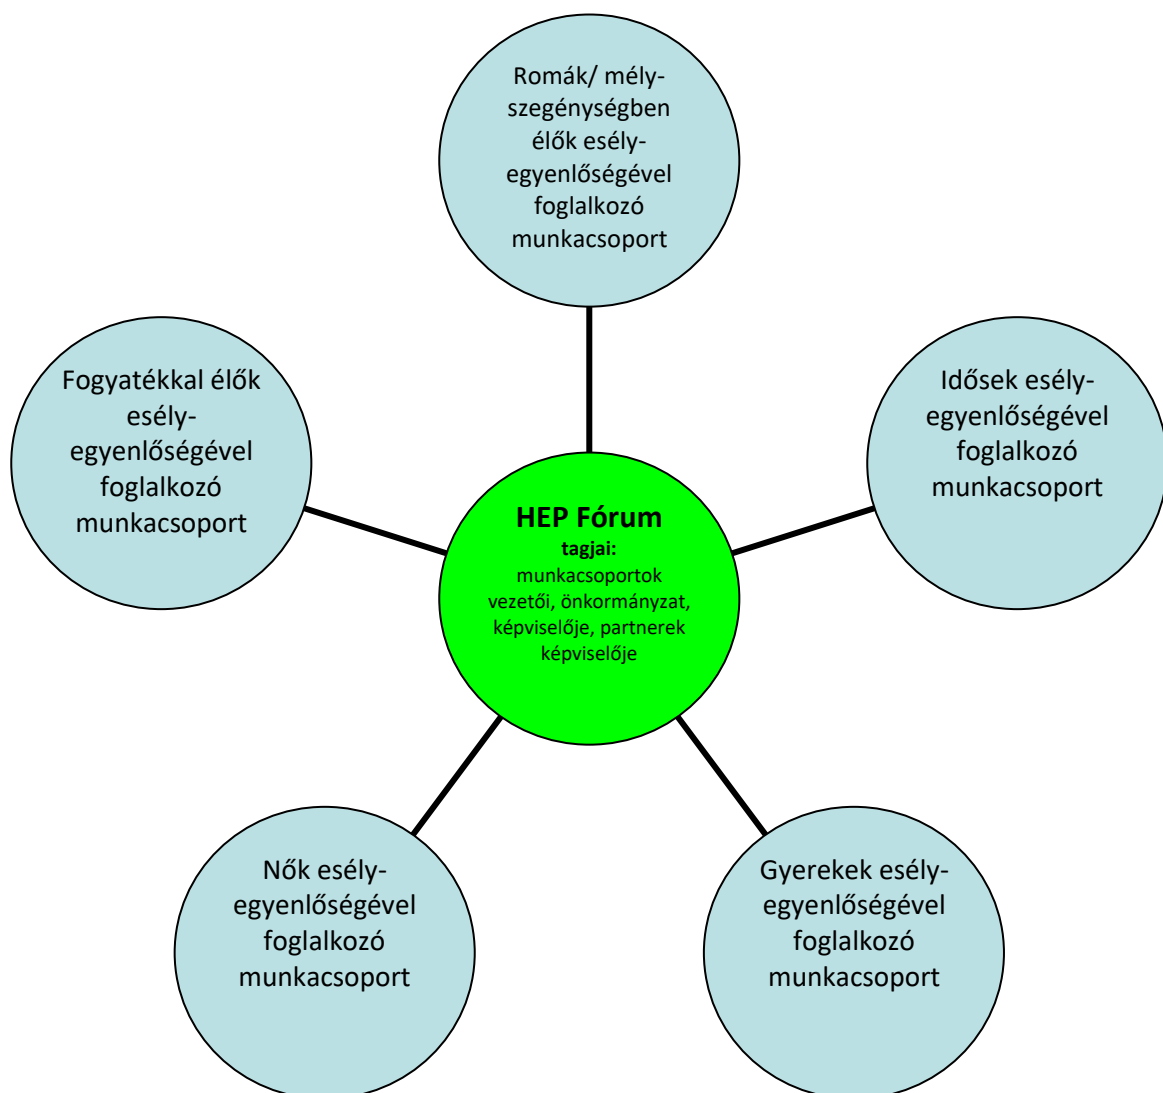 Romák/ mély-
szegénységben
élők esély-
egyenlőségével
foglalkozó
munkacsoport
Fogyatékkal élők
esély-
egyenlőségével
foglalkozó
munkacsoport
Idősek esély-
egyenlőségével
foglalkozó
munkacsoport
HEP Fórum
tagjai:
munkacsoportok
vezetői, önkormányzat,
képviselője, partnerek
képviselője
Nők esély-
egyenlőségével
foglalkozó
munkacsoport
Gyerekek esély-
egyenlőségével
foglalkozó
munkacsoport